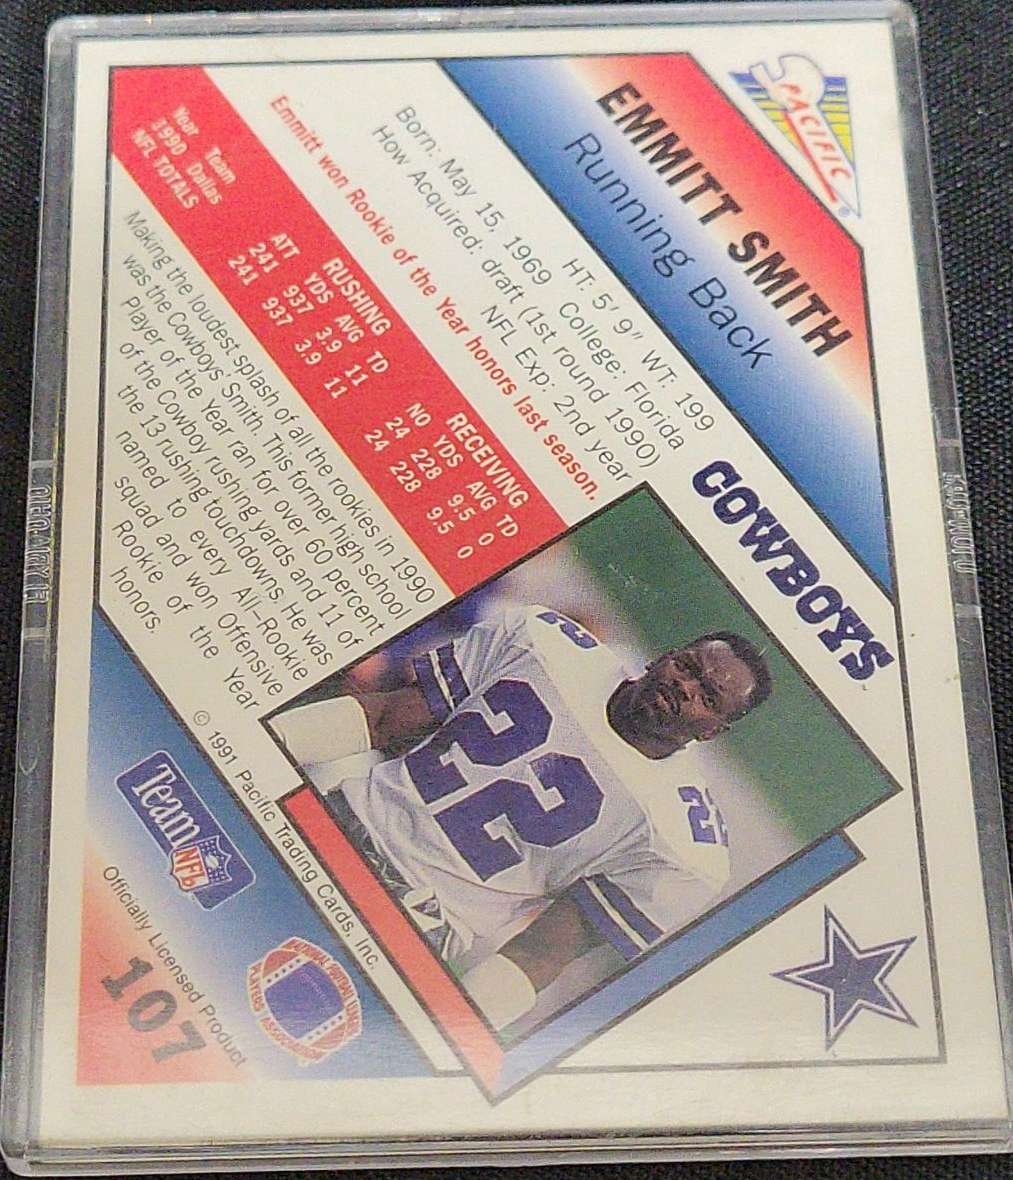 PACIFIC
®
EMMITT SMITH
Running Back
COWBOYS
HT: 5' 9" WT: 199
Born: May 15, 1969 College: Florida
How Acquired: draft (1st round 1990)
NFL Exp: 2nd year
Emmitt won Rookie of the Year honors last season.
RUSHING RECEIVING
Year Team ATT YDS AVG TD NO YDS AVG TD
1990 Dallas 241 937 3.9 11 24 228 9.5 0
NFL TOTALS 241 937 3.9 11 24 228 9.5 0
Making the loudest splash of all the rookies in 1990
was the Cowboys Smith. This former high school
Player of the Year ran for over 60 percent
of the Cowboy rushing yards and 11 of
the 13 rushing touchdowns. He was
named to every All-Rookie
squad and won Offensive
Rookie of the Year
honors.
22
22
22
© 1991 Pacific Trading Cards, Inc.
Team
NFL
NATIONAL FOOTBALL LEAGUE
PLAYERS ASSOCIATION
Officially Licensed Product
107